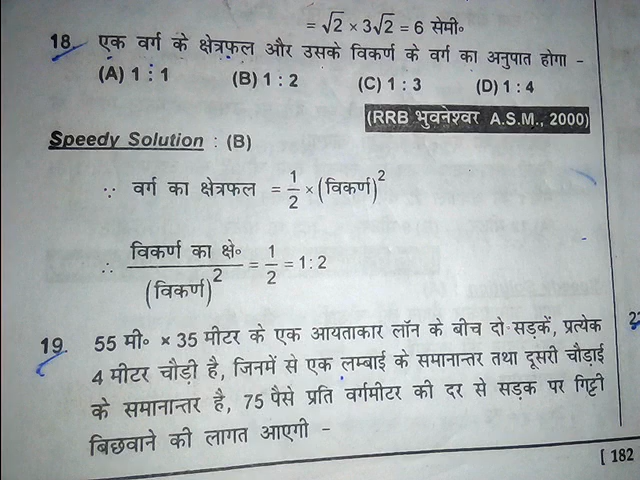 = √2 × 3√2 = 6 सेमी॰
18. एक वर्ग के क्षेत्रफल और उसके विकर्ण के वर्ग का अनुपात होगा -
(A) 1 : 1 (B) 1 : 2 (C) 1 : 3 (D) 1 : 4
(RRB भुवनेश्वर A.S.M., 2000)
Speedy Solution : (B)
∵ वर्ग का क्षेत्रफल = 1/2 × (विकर्ण)²
∴ विकर्ण का क्षे॰/(विकर्ण)² = 1/2 = 1:2
19. 55 मी॰ × 35 मीटर के एक आयताकार लॉन के बीच दो सड़कें, प्रत्येक
4 मीटर चौड़ी है, जिनमें से एक लम्बाई के समानान्तर तथा दूसरी चौड़ाई
के समानान्तर है, 75 पैसे प्रति वर्गमीटर की दर से सड़क पर गिट्टी
बिछवाने की लागत आएगी -
[ 182